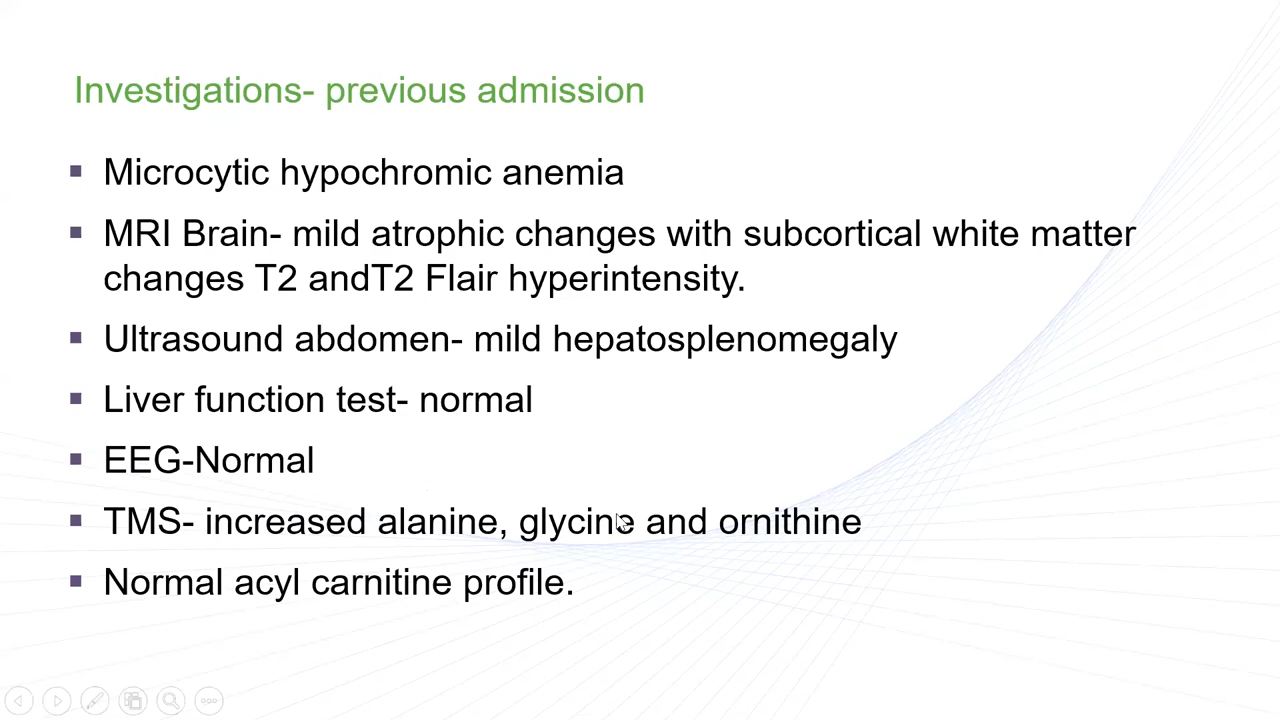 Investigations- previous admission
Microcytic hypochromic anemia
MRI Brain- mild atrophic changes with subcortical white matter
changes T2 andT2 Flair hyperintensity.
Ultrasound abdomen- mild hepatosplenomegaly
Liver function test- normal
EEG-Normal
TMS- increased alanine, glycine and ornithine
Normal acyl carnitine profile.